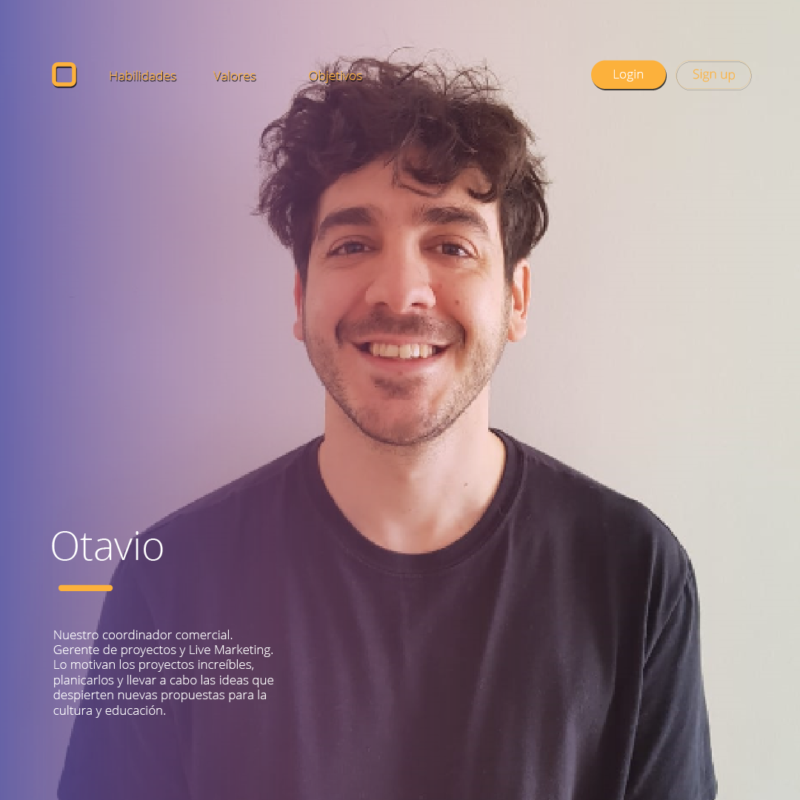 Habilidades Valores Objetivos Login Sign up
Otavio
Nuestro coordinador comercial.
Gerente de proyectos y Live Marketing.
Lo motivan los proyectos increíbles,
planicarlos y llevar a cabo las ideas que
despierten nuevas propuestas para la
cultura y educación.